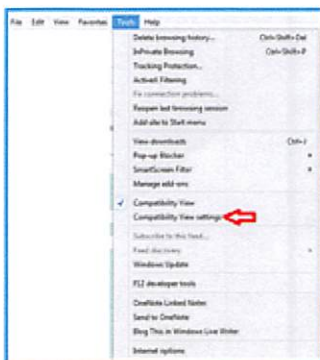 File Edit View Favorites Tools Help
Delete browsing history... Ctrl+Shift+Del
InPrivate Browsing Ctrl+Shift+P
Tracking Protection...
ActiveX Filtering
Fix connection problems...
Reopen last browsing session
Add site to Start menu
View downloads Ctrl+J
Pop-up Blocker
SmartScreen Filter
Manage add-ons
Compatibility View
Compatibility View settings
Subscribe to this feed...
Feed discovery
Windows Update
F12 developer tools
OneNote Linked Notes
Send to OneNote
Blog This in Windows Live Writer
Internet options